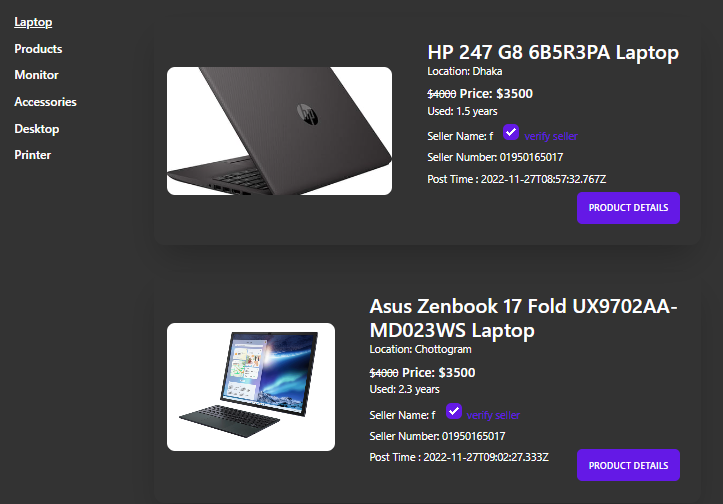 Laptop
Products
Monitor
Accessories
Desktop
Printer
HP 247 G8 6B5R3PA Laptop
Location: Dhaka
$4000 Price: $3500
Used: 1.5 years
Seller Name: f verify seller
Seller Number: 01950165017
Post Time : 2022-11-27T08:57:32.767Z
PRODUCT DETAILS
hp
Asus Zenbook 17 Fold UX9702AA-
MD023WS Laptop
Location: Chottogram
$4000 Price: $3500
Used: 2.3 years
Seller Name: f verify seller
Seller Number: 01950165017
Post Time : 2022-11-27T09:02:27.333Z
PRODUCT DETAILS